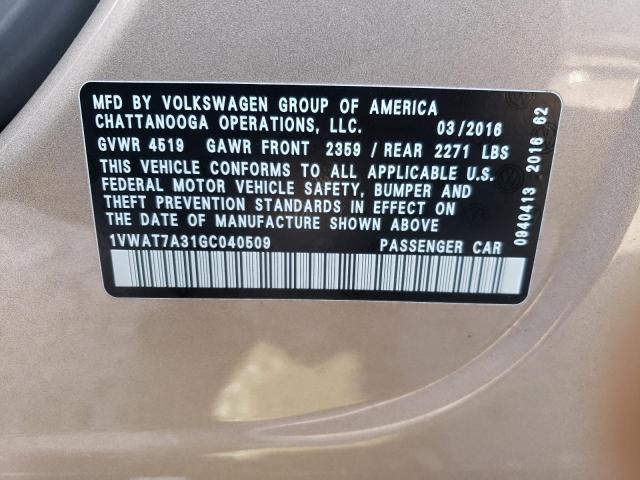 MFD BY VOLKSWAGEN GROUP OF AMERICA
CHATTANOOGA OPERATIONS, LLC. 03/2016
GVWR 4519 GAWR FRONT 2359 / REAR 2271 LBS
THIS VEHICLE CONFORMS TO ALL APPLICABLE U.S.
FEDERAL MOTOR VEHICLE SAFETY, BUMPER AND
THEFT PREVENTION STANDARDS IN EFFECT ON
THE DATE OF MANUFACTURE SHOWN ABOVE
1VWAT7A31GC040509 PASSENGER CAR
0940413 2016 62